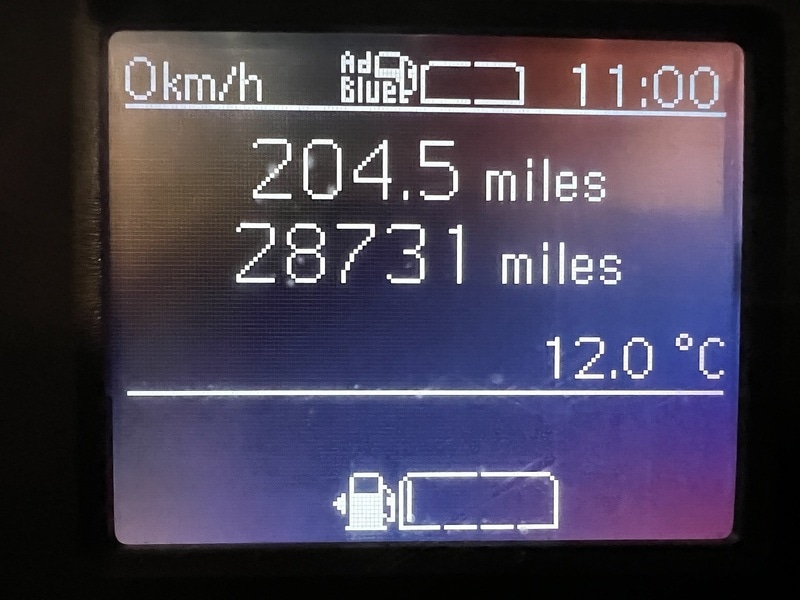 0km/h Ad Blue 11:00
204.5 miles
28731 miles
12.0 °C